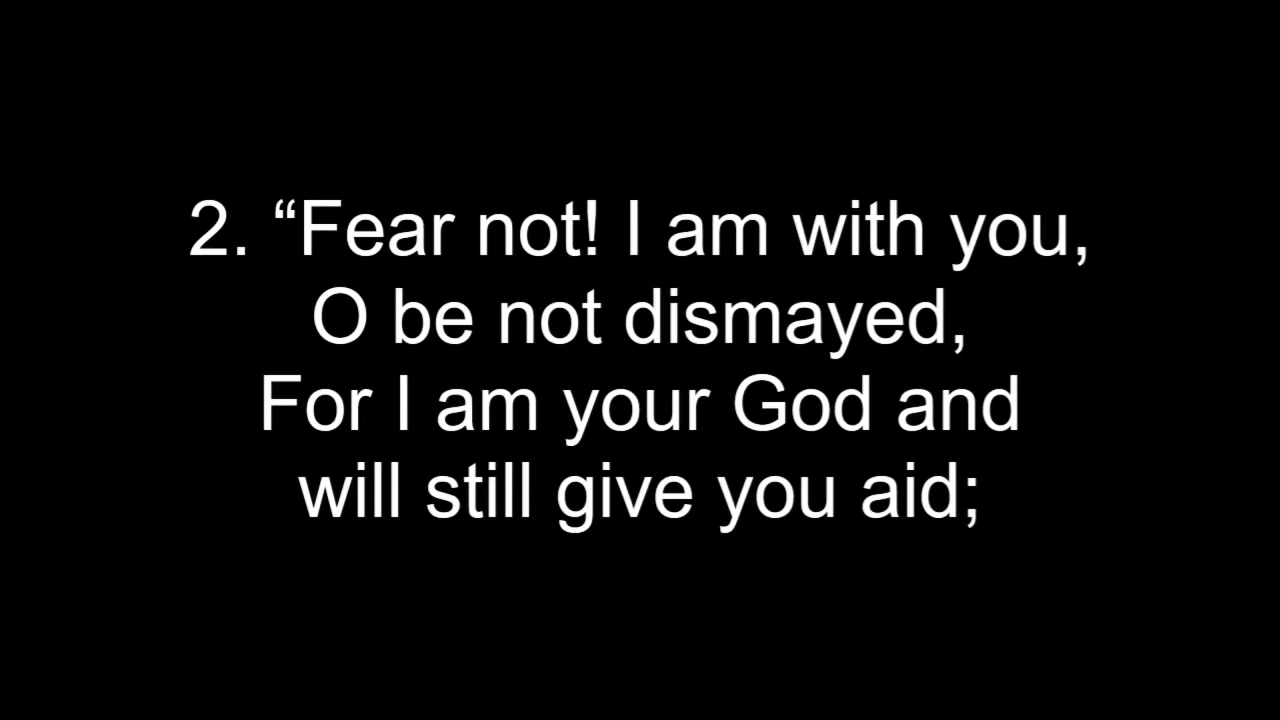 2. “Fear not! I am with you,
O be not dismayed,
For I am your God and
will still give you aid;